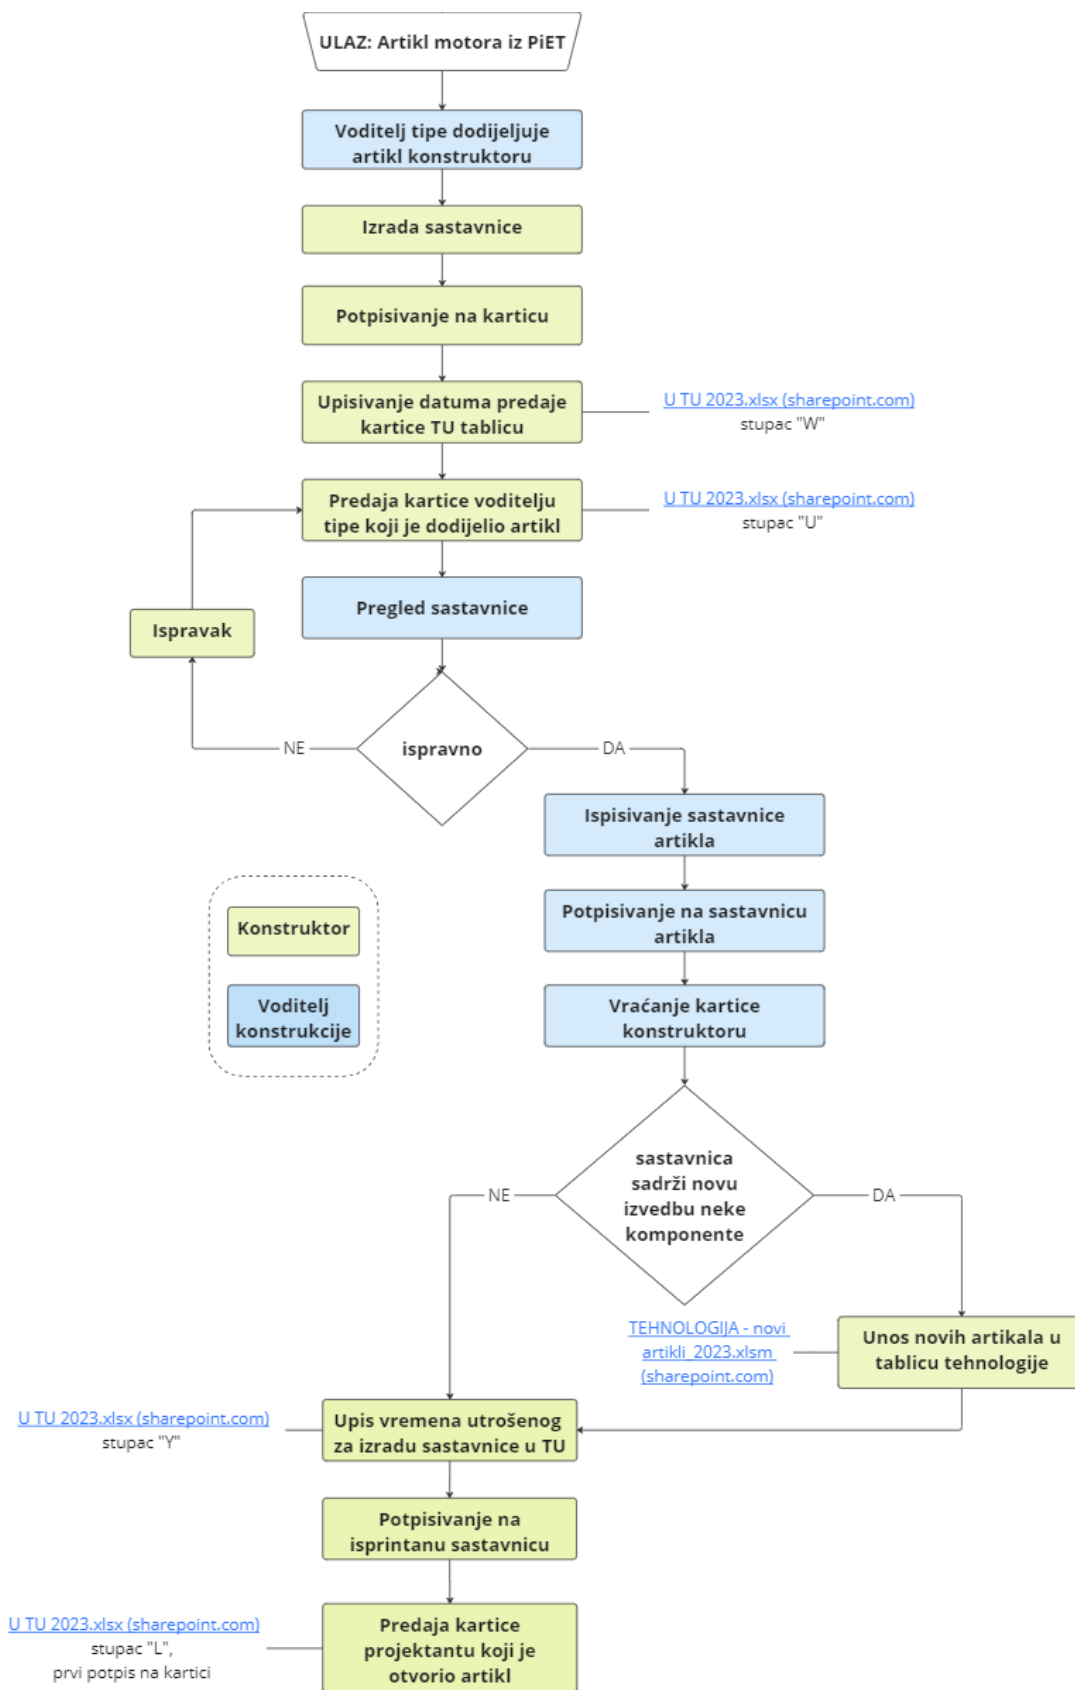 ULAZ: Artikl motora iz PiET
Voditelj tipe dodijeljuje
artikl konstruktoru
Izrada sastavnice
Potpisivanje na karticu
Upisivanje datuma predaje
kartice TU tablicu
U TU 2023.xlsx (sharepoint.com)
stupac "W"
Predaja kartice voditelju
tipe koji je dodijelio artikl
U TU 2023.xlsx (sharepoint.com)
stupac "U"
Pregled sastavnice
Ispravak
ispravno
NE
DA
Ispisivanje sastavnice
artikla
Potpisivanje na sastavnicu
artikla
Vraćanje kartice
konstruktoru
Konstruktor
Voditelj
konstrukcije
sastavnica
sadrži novu
izvedbu neke
komponente
NE
DA
TEHNOLOGIJA - novi
artikli_2023.xlsm
(sharepoint.com)
Unos novih artikala u
tablicu tehnologije
U TU 2023.xlsx (sharepoint.com)
stupac "Y"
Upis vremena utrošenog
za izradu sastavnice u TU
Potpisivanje na
isprintanu sastavnicu
U TU 2023.xlsx (sharepoint.com)
stupac "L",
prvi potpis na kartici
Predaja kartice
projektantu koji je
otvorio artikl